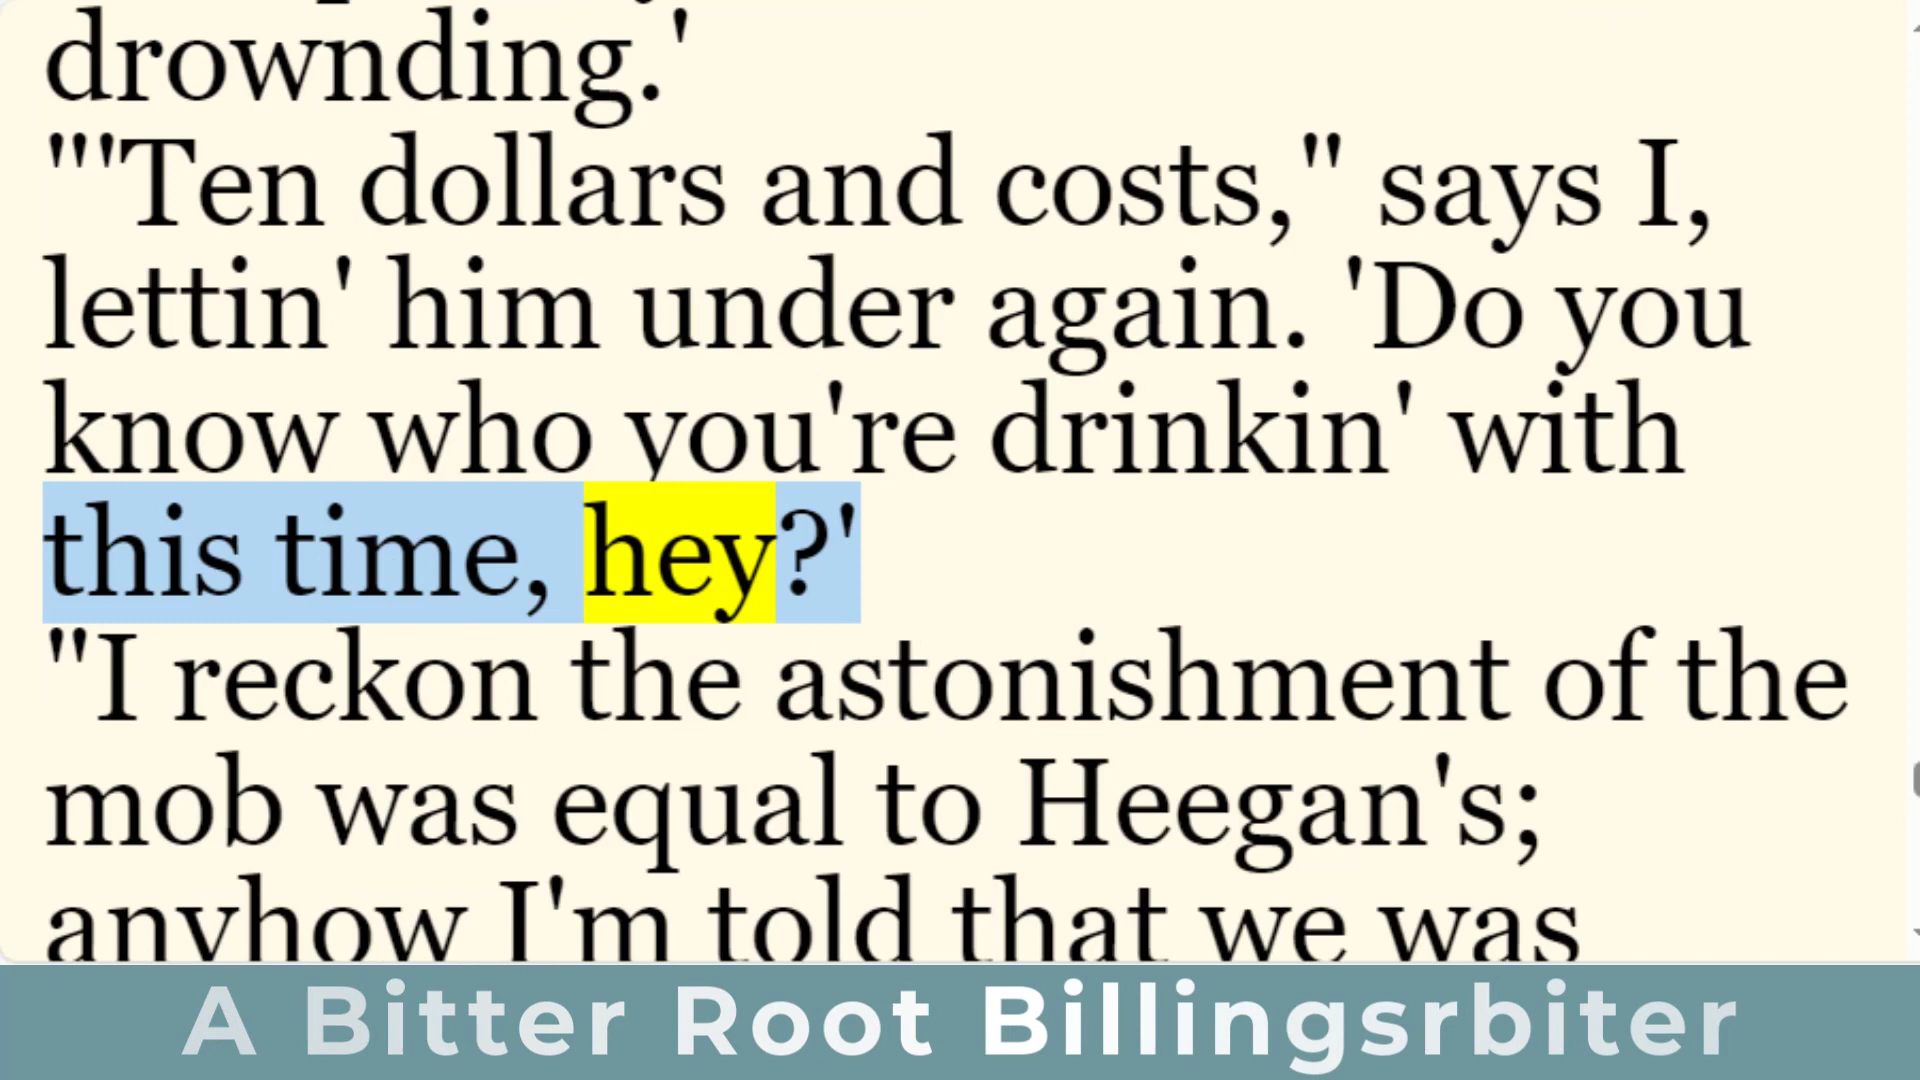 drownding.'
"'"Ten dollars and costs," says I,
lettin' him under again. 'Do you
know who you're drinkin' with
this time, hey?'
"I reckon the astonishment of the
mob was equal to Heegan's;
anyhow I'm told that we was
A Bitter Root Billingsrbiter